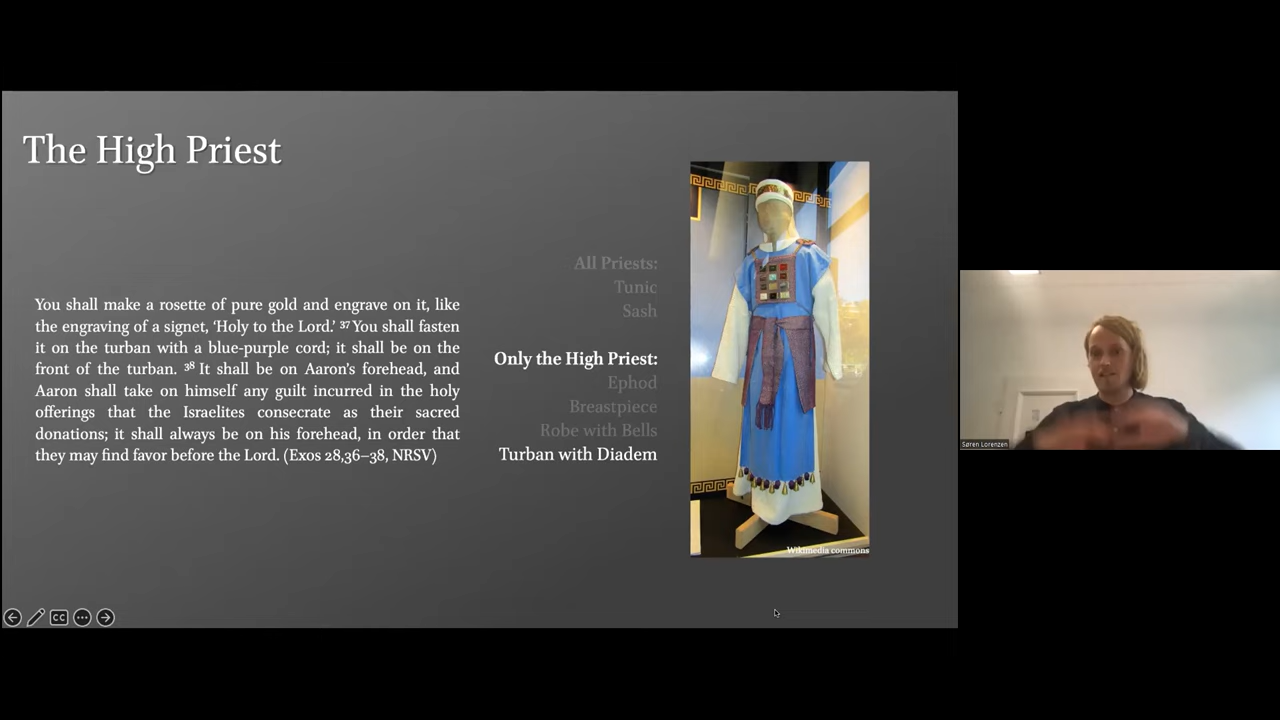 The High Priest
You shall make a rosette of pure gold and engrave on it, like
the engraving of a signet, ‘Holy to the Lord.’ ³⁷ You shall fasten
it on the turban with a blue-purple cord; it shall be on the
front of the turban. ³⁸ It shall be on Aaron’s forehead, and
Aaron shall take on himself any guilt incurred in the holy
offerings that the Israelites consecrate as their sacred
donations; it shall always be on his forehead, in order that
they may find favor before the Lord. (Exos 28,36–38, NRSV)
All Priests:
Tunic
Sash
Only the High Priest:
Ephod
Breastpiece
Robe with Bells
Turban with Diadem
Wikimedia commons
Søren Lorenzen
CC